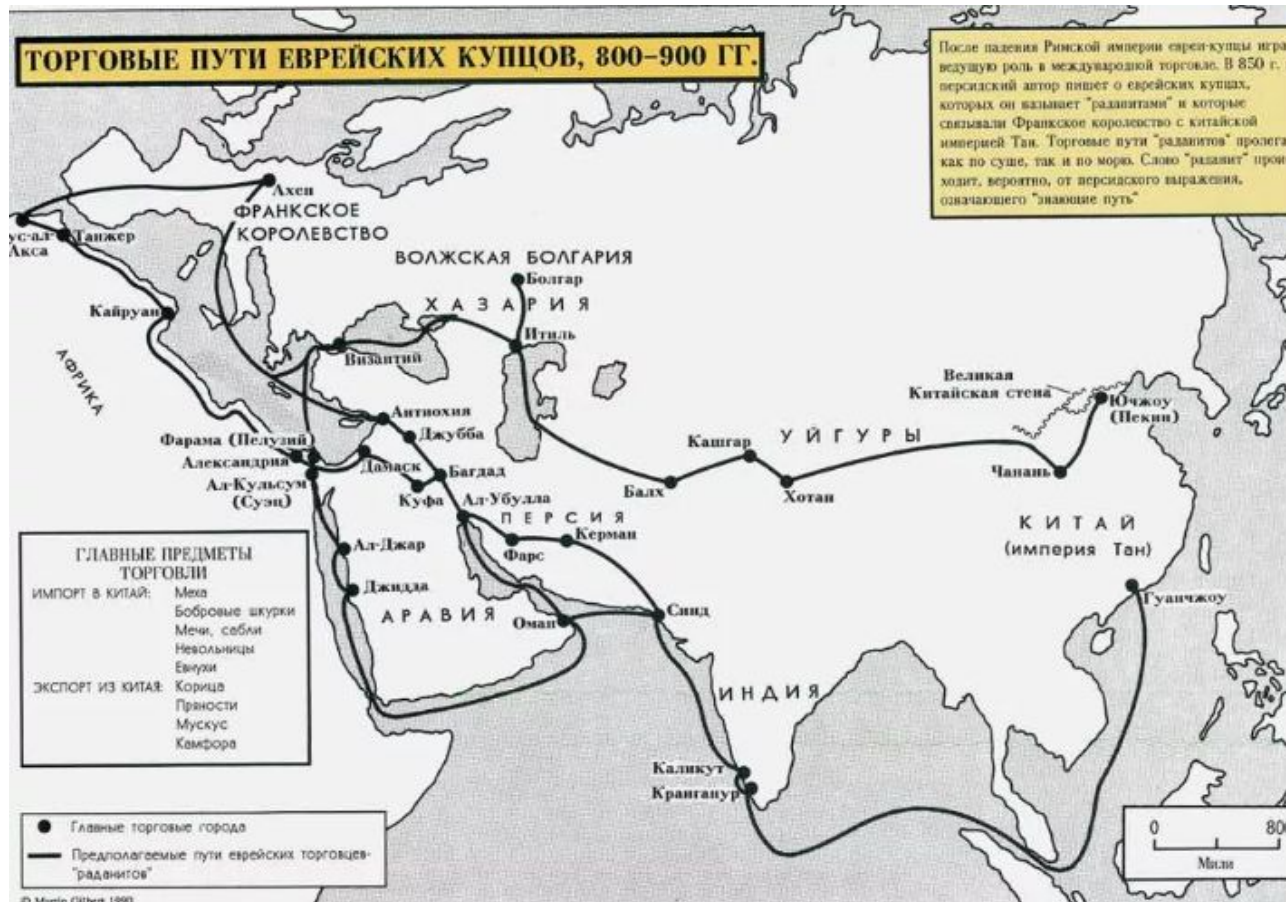 ТОРГОВЫЕ ПУТИ ЕВРЕЙСКИХ КУПЦОВ, 800–900 ГГ.
После падения Римской империи евреи-купцы игра
ведущую роль в международной торговле. В 850 г.
персидский автор пишет о еврейских купцах,
которых он называет "раданитами" и которые
связывали Франкское королевство с китайской
империей Тан. Торговые пути "раданитов" пролега
как по суше, так и по морю. Слово "раданит" прои
ходит, вероятно, от персидского выражения,
означающего "знающие путь"
Ахен
ФРАНКСКОЕ
КОРОЛЕВСТВО
ус-ал-
Акса
Танжер
ВОЛЖСКАЯ БОЛГАРИЯ
Болгар
ХАЗАРИЯ
Кайруан
Итиль
Византий
АФРИКА
Великая
Китайская стена
Ючжоу
(Пекин)
Антиохия
Джубба
Фарама (Пелузий)
Александрия
Ал-Кульсум
(Суэц)
Дамаск
Багдад
Куфа
Ал-Убулла
Кашгар
УЙГУРЫ
Балх
Хотан
Чанань
ПЕРСИЯ
Фарс
Керман
КИТАЙ
(империя Тан)
Ал-Джар
Джидда
АРАВИЯ
Оман
Синд
Гуанчжоу
ИНДИЯ
Каликут
Кранганур
ГЛАВНЫЕ ПРЕДМЕТЫ
ТОРГОВЛИ
ИМПОРТ В КИТАЙ: Меха
Бобровые шкурки
Мечи, сабли
Невольницы
Евнухи
ЭКСПОРТ ИЗ КИТАЯ: Корица
Пряности
Мускус
Камфора
Главные торговые города
Предполагаемые пути еврейских торговцев-
"раданитов"
0 80
Мили
© Martin Gilbert 1990